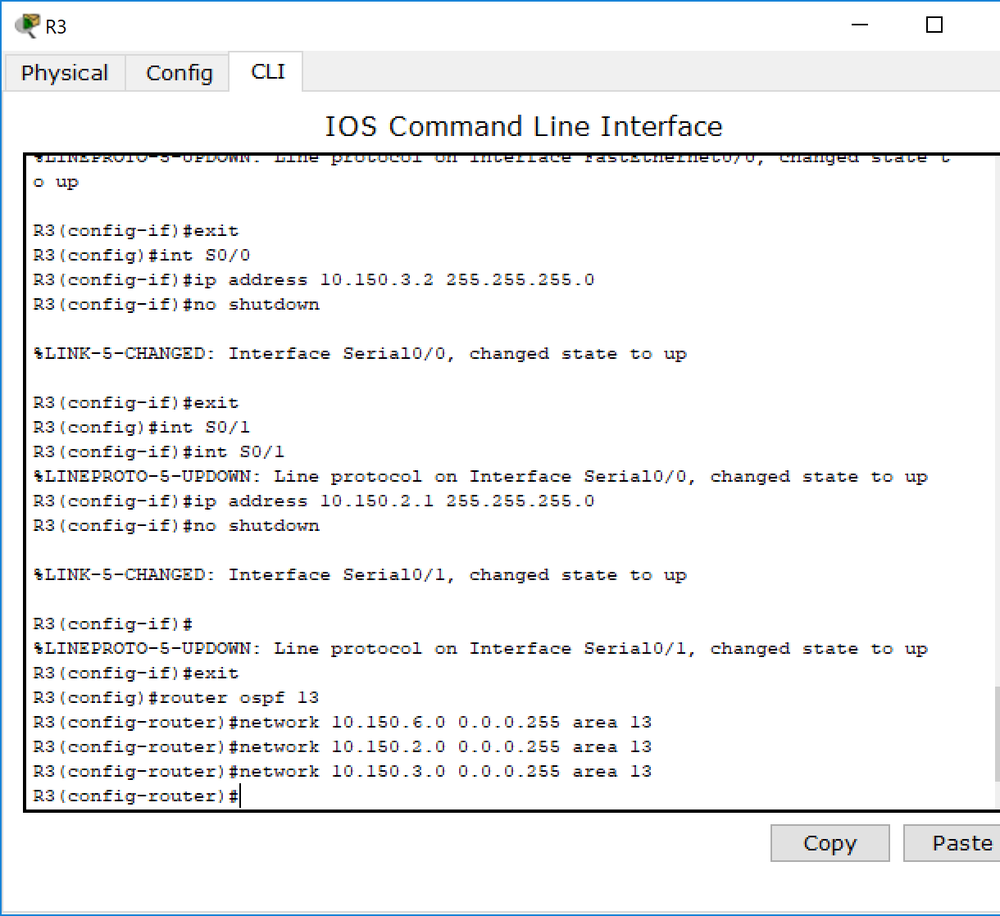 R3
Physical Config CLI
IOS Command Line Interface
%LINEPROTO-5-UPDOWN: Line protocol on Interface FastEthernet0/0, changed state t
o up
R3(config-if)#exit
R3(config)#int S0/0
R3(config-if)#ip address 10.150.3.2 255.255.255.0
R3(config-if)#no shutdown
%LINK-5-CHANGED: Interface Serial0/0, changed state to up
R3(config-if)#exit
R3(config)#int S0/1
R3(config-if)#int S0/1
%LINEPROTO-5-UPDOWN: Line protocol on Interface Serial0/0, changed state to up
R3(config-if)#ip address 10.150.2.1 255.255.255.0
R3(config-if)#no shutdown
%LINK-5-CHANGED: Interface Serial0/1, changed state to up
R3(config-if)#
%LINEPROTO-5-UPDOWN: Line protocol on Interface Serial0/1, changed state to up
R3(config-if)#exit
R3(config)#router ospf 13
R3(config-router)#network 10.150.6.0 0.0.0.255 area 13
R3(config-router)#network 10.150.2.0 0.0.0.255 area 13
R3(config-router)#network 10.150.3.0 0.0.0.255 area 13
R3(config-router)#
Copy Paste